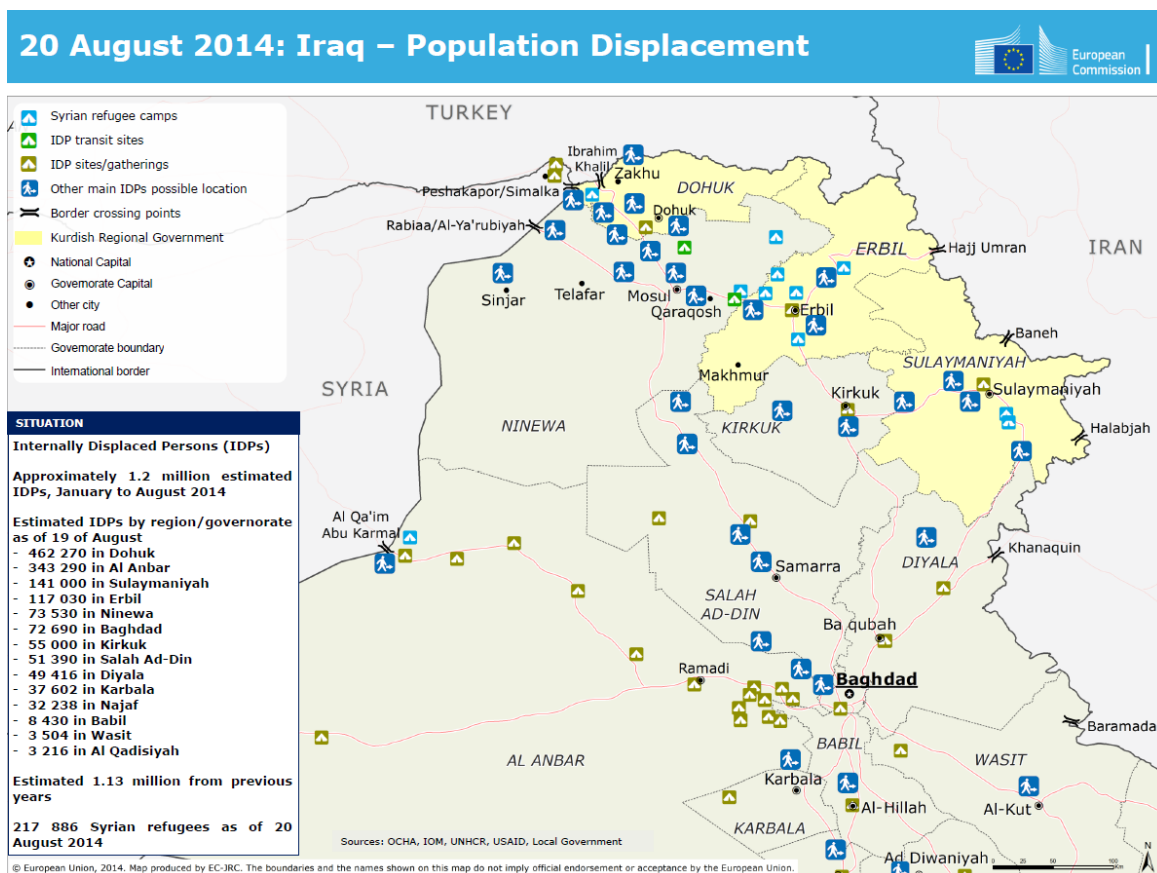 20 August 2014: Iraq – Population Displacement
European
Commission
Syrian refugee camps
IDP transit sites
IDP sites/gatherings
Other main IDPs possible location
Border crossing points
Kurdish Regional Government
National Capital
Governorate Capital
Other city
Major road
Governorate boundary
International border
SITUATION
Internally Displaced Persons (IDPs)
Approximately 1.2 million estimated
IDPs, January to August 2014
Estimated IDPs by region/governorate
as of 19 of August
- 462 270 in Dohuk
- 343 290 in Al Anbar
- 141 000 in Sulaymaniyah
- 117 030 in Erbil
- 73 530 in Ninewa
- 72 690 in Baghdad
- 55 000 in Kirkuk
- 51 390 in Salah Ad-Din
- 49 416 in Diyala
- 37 602 in Karbala
- 32 238 in Najaf
- 8 430 in Babil
- 3 504 in Wasit
- 3 216 in Al Qadisiyah
Estimated 1.13 million from previous
years
217 886 Syrian refugees as of 20
August 2014
TURKEY
Ibrahim
Khalil
Zakhu
Peshakapor/Simalka
DOHUK
Dohuk
Rabiaa/Al-Ya'rubiyah
ERBIL
Hajj Umran
IRAN
Sinjar
Telafar
Mosul
Qaraqosh
Erbil
Baneh
SYRIA
Makhmur
SULAYMANIYAH
Sulaymaniyah
Kirkuk
NINEWA
KIRKUK
Halabjah
Al Qa'im
Abu Karmal
Khanaquin
DIYALA
Samarra
SALAH
AD-DIN
Ba qubah
Ramadi
Baghdad
Baramada
AL ANBAR
BABIL
WASIT
Karbala
Al-Hillah
Al-Kut
KARBALA
Ad Diwaniyah
Sources: OCHA, IOM, UNHCR, USAID, Local Government
N
0 25 50 100
Km
© European Union, 2014. Map produced by EC-JRC. The boundaries and the names shown on this map do not imply official endorsement or acceptance by the European Union.